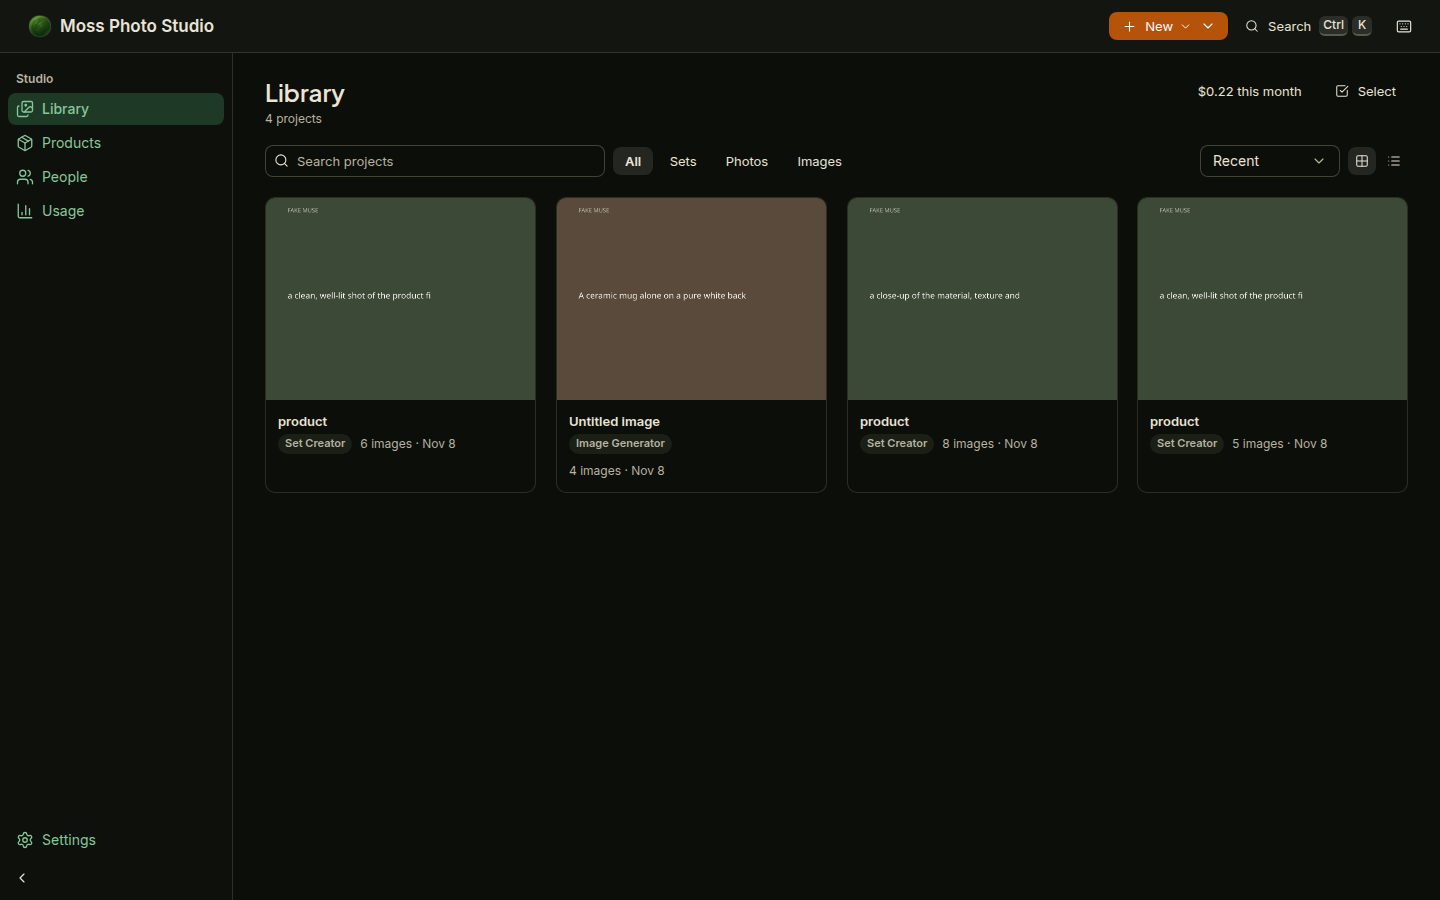 Moss Photo Studio
New
Search Ctrl K
Studio
Library
Products
People
Usage
Settings
Library
4 projects
$0.22 this month
Select
Search projects
All
Sets
Photos
Images
Recent
FAKE MUSE
a clean, well-lit shot of the product fi
product
Set Creator
6 images · Nov 8
FAKE MUSE
A ceramic mug alone on a pure white back
Untitled image
Image Generator
4 images · Nov 8
FAKE MUSE
a close-up of the material, texture and
product
Set Creator
8 images · Nov 8
FAKE MUSE
a clean, well-lit shot of the product fi
product
Set Creator
5 images · Nov 8